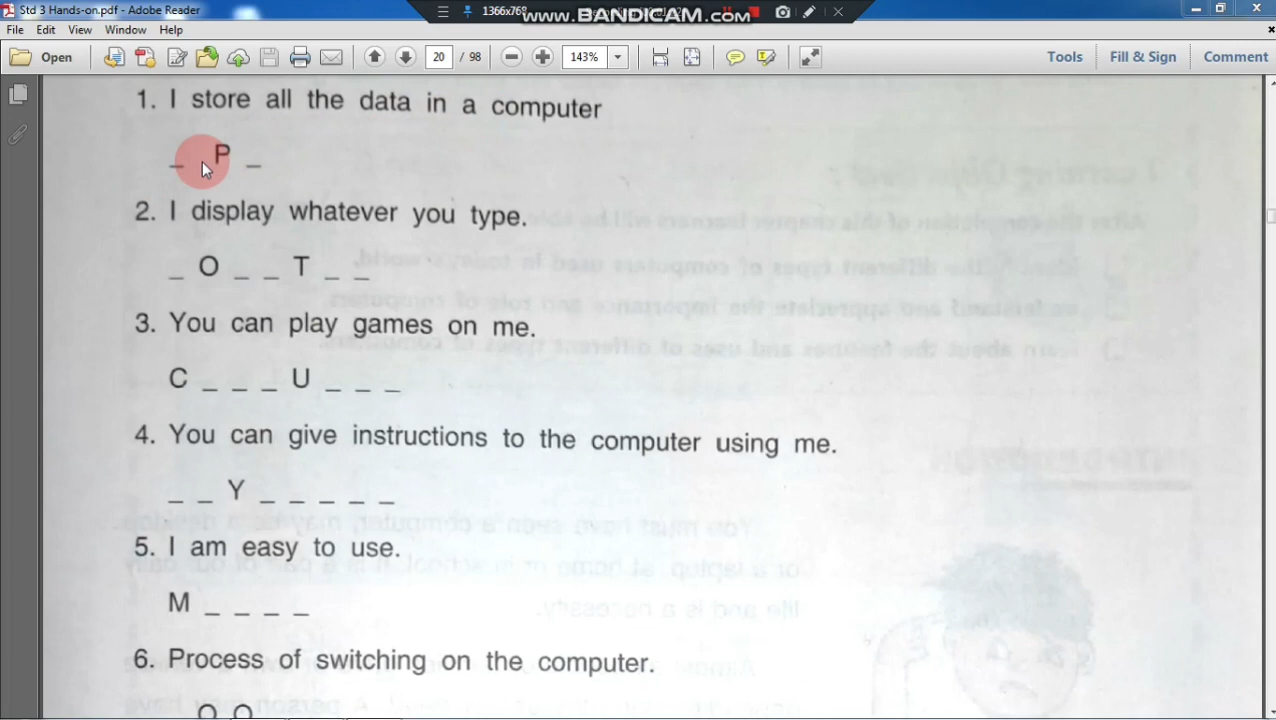 Std 3 Hands-on.pdf - Adobe Reader
1366x768
www.BANDICAM.com
File Edit View Window Help
Open 20 / 98 143% Tools Fill & Sign Comment
1. I store all the data in a computer
_ P _
2. I display whatever you type.
_ O _ _ T _ _
3. You can play games on me.
C _ _ _ U _ _ _
4. You can give instructions to the computer using me.
_ _ Y _ _ _ _ _
5. I am easy to use.
M _ _ _ _
6. Process of switching on the computer.
O O